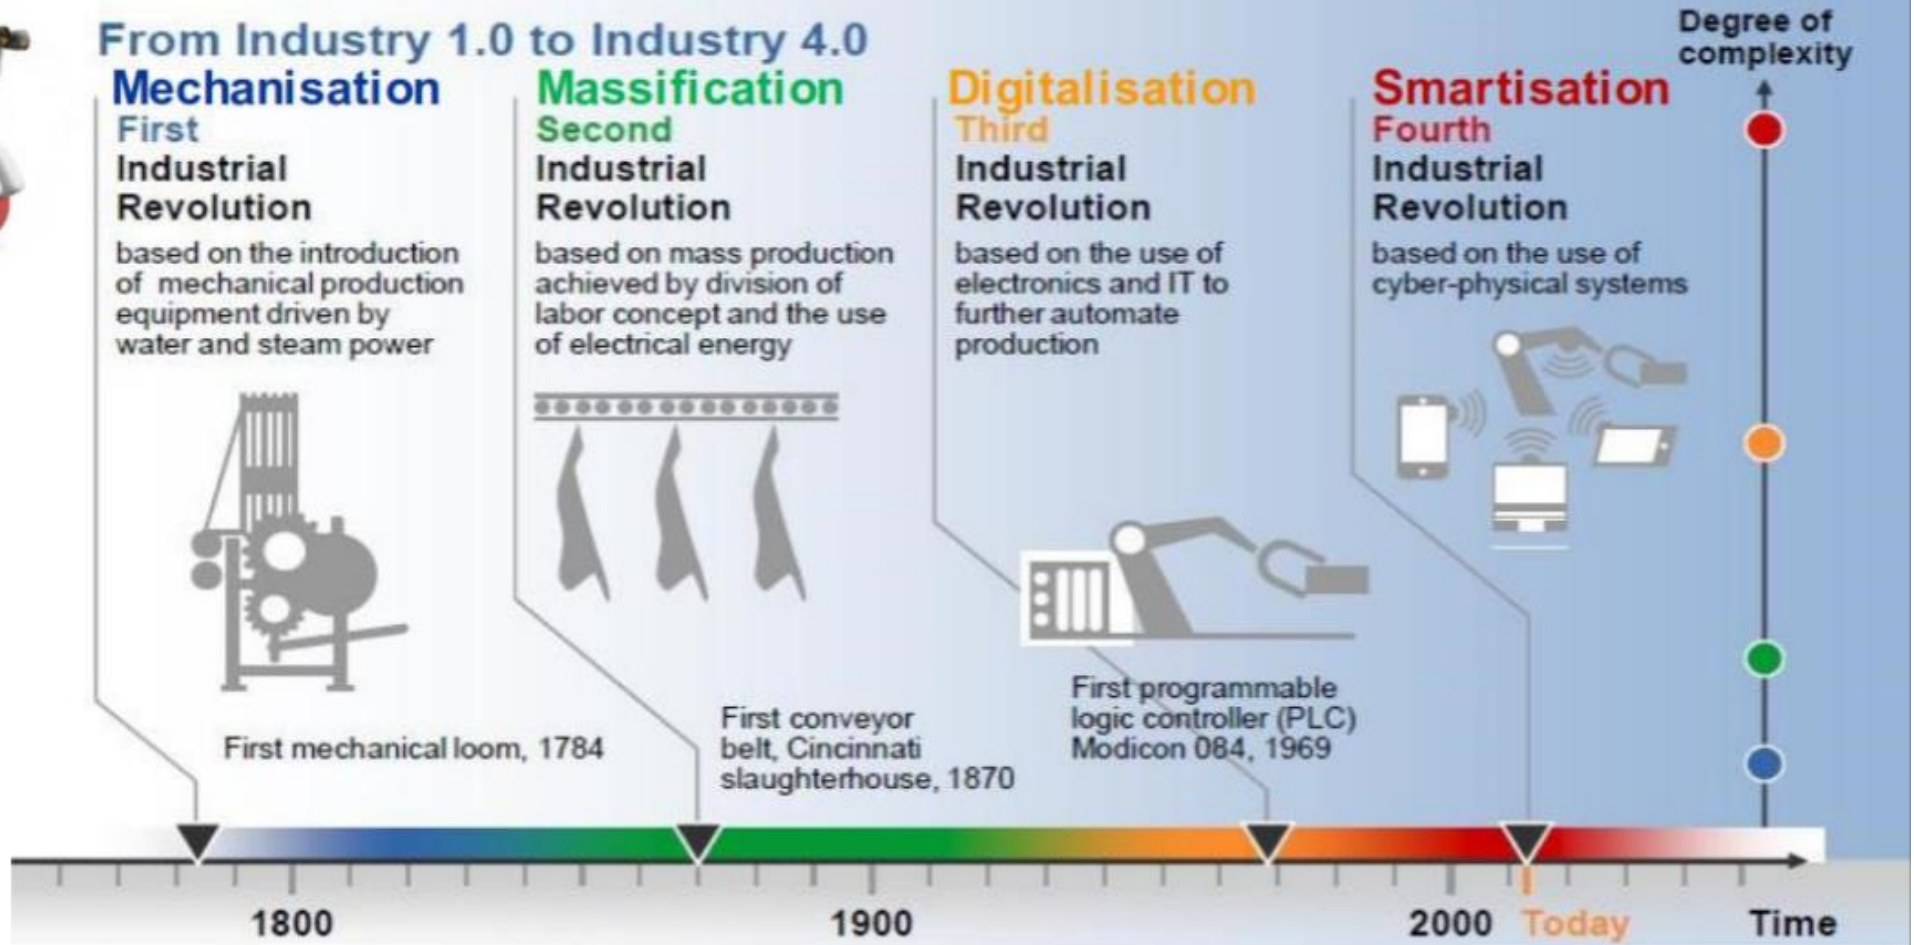 From Industry 1.0 to Industry 4.0
Degree of
complexity
Mechanisation
First
Industrial
Revolution
based on the introduction
of mechanical production
equipment driven by
water and steam power
First mechanical loom, 1784
Massification
Second
Industrial
Revolution
based on mass production
achieved by division of
labor concept and the use
of electrical energy
First conveyor
belt, Cincinnati
slaughterhouse, 1870
Digitalisation
Third
Industrial
Revolution
based on the use of
electronics and IT to
further automate
production
First programmable
logic controller (PLC)
Modicon 084, 1969
Smartisation
Fourth
Industrial
Revolution
based on the use of
cyber-physical systems
1800 1900 2000 Today Time